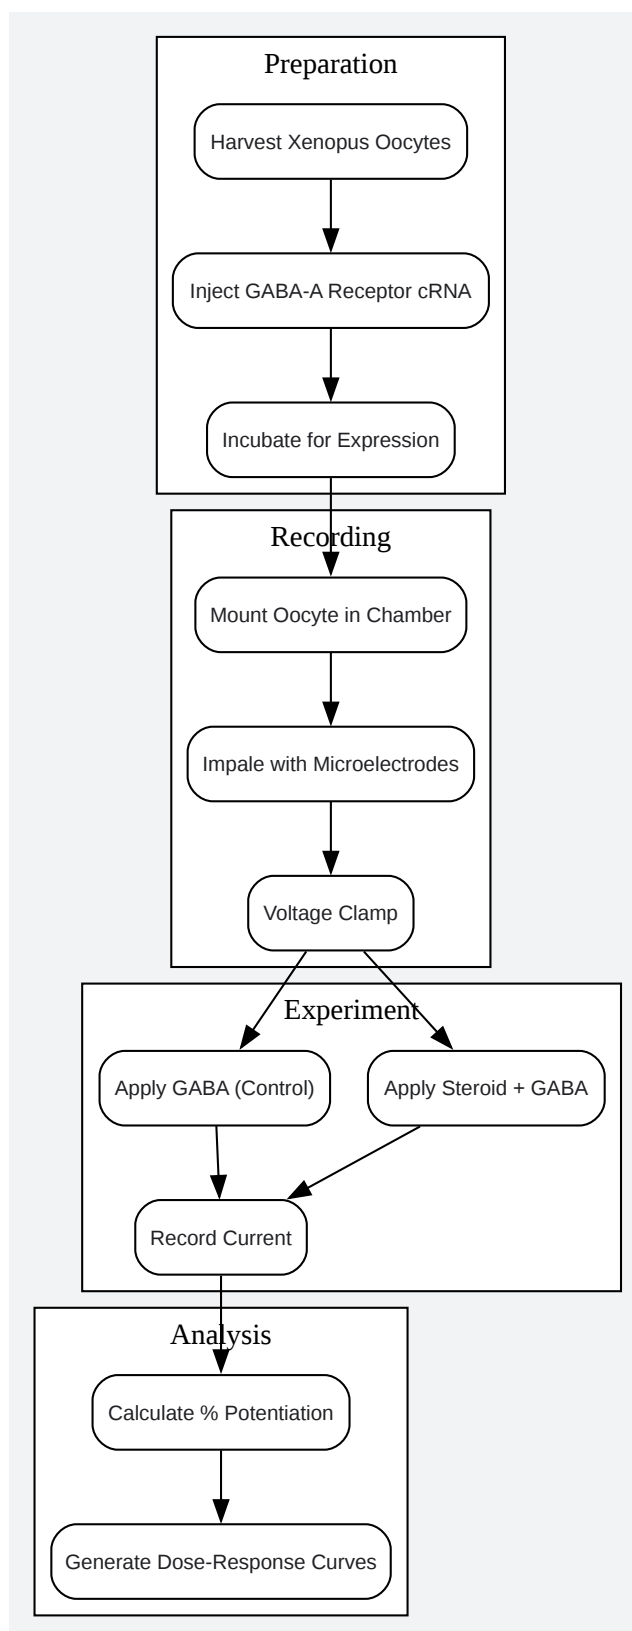 Preparation
Harvest Xenopus Oocytes
Inject GABA-A Receptor cRNA
Incubate for Expression
Recording
Mount Oocyte in Chamber
Impale with Microelectrodes
Voltage Clamp
Experiment
Apply GABA (Control)
Apply Steroid + GABA
Record Current
Analysis
Calculate % Potentiation
Generate Dose-Response Curves